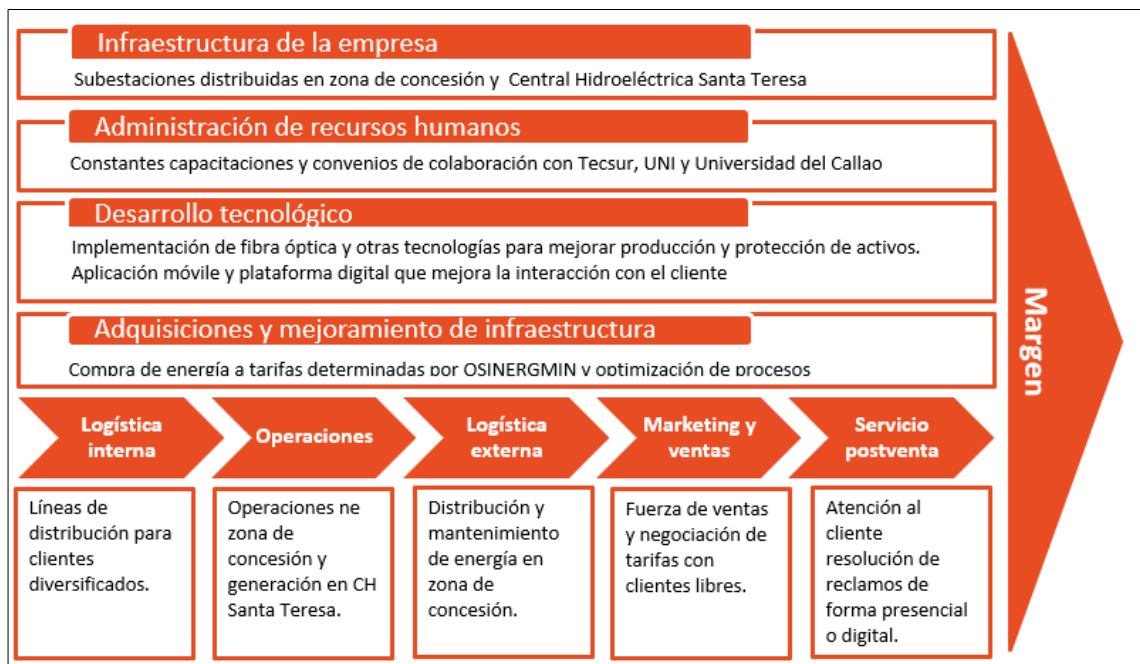 Infraestructura de la empresa
Subestaciones distribuidas en zona de concesión y Central Hidroeléctrica Santa Teresa
Administración de recursos humanos
Constantes capacitaciones y convenios de colaboración con Tecsur, UNI y Universidad del Callao
Desarrollo tecnológico
Implementación de fibra óptica y otras tecnologías para mejorar producción y protección de activos.
Aplicación móvile y plataforma digital que mejora la interacción con el cliente
Adquisiciones y mejoramiento de infraestructura
Compra de energía a tarifas determinadas por OSINERGMIN y optimización de procesos
Margen
Logística
interna
Operaciones
Logística
externa
Marketing y
ventas
Servicio
postventa
Líneas de
distribución para
clientes
diversificados.
Operaciones ne
zona de
concesión y
generación en CH
Santa Teresa.
Distribución y
mantenimiento
de energía en
zona de
concesión.
Fuerza de ventas
y negociación de
tarifas con
clientes libres.
Atención al
cliente
resolución de
reclamos de
forma presencial
o digital.